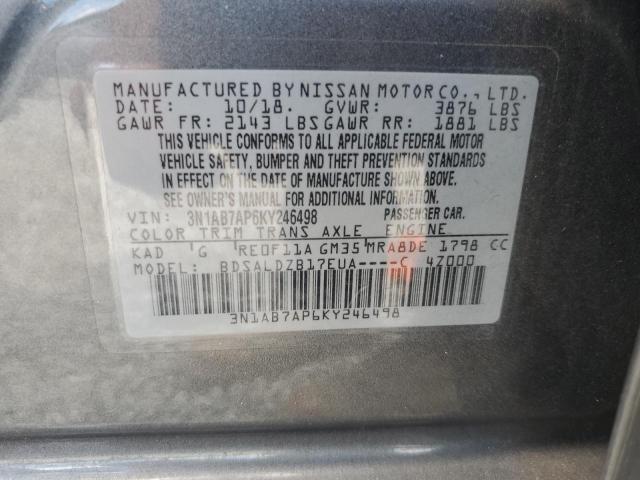 MANUFACTURED BY NISSAN MOTOR CO., LTD.
DATE: 10/18. GVWR: 3876 LBS
GAWR FR: 2143 LBS GAWR RR: 1881 LBS
THIS VEHICLE CONFORMS TO ALL APPLICABLE FEDERAL MOTOR
VEHICLE SAFETY, BUMPER AND THEFT PREVENTION STANDARDS
IN EFFECT ON THE DATE OF MANUFACTURE SHOWN ABOVE.
SEE OWNER'S MANUAL FOR ADDITIONAL INFORMATION.
VIN: 3N1AB7AP6KY246498 PASSENGER CAR.
COLOR TRIM TRANS AXLE ENGINE
KAD G RE0F11A GM35 MRA8DE 1798 CC
MODEL: BDSALDZB17EUA----C 4Z000
3N1AB7AP6KY246498